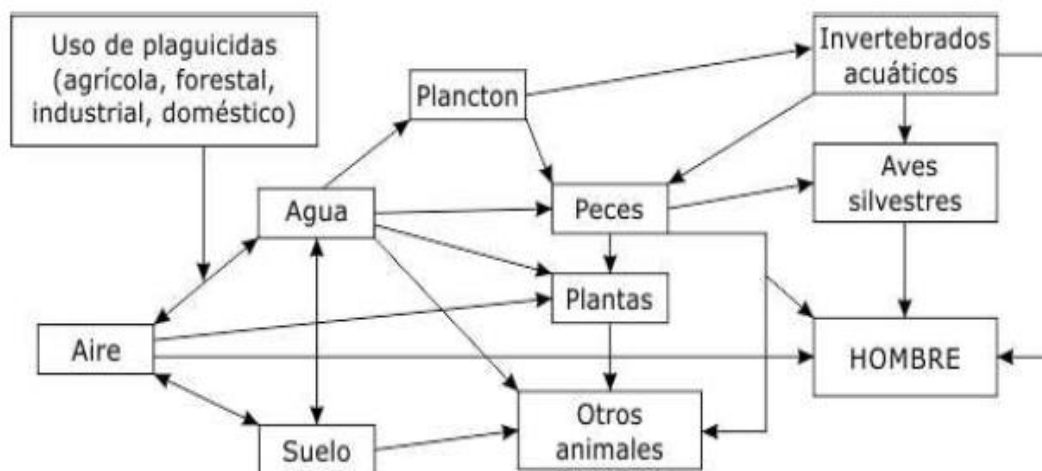 Uso de plaguicidas
(agrícola, forestal,
industrial, doméstico)
Invertebrados
acuáticos
Plancton
Aves
silvestres
Agua
Peces
Plantas
Aire
HOMBRE
Otros
animales
Suelo